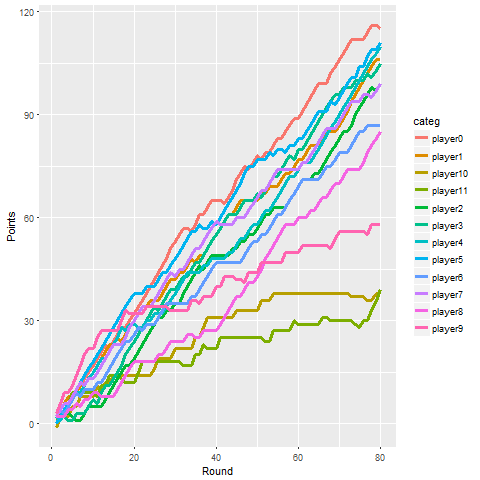 120
90
60
30
0
Points
0
20
40
60
80
Round
categ
player0
player1
player10
player11
player2
player3
player4
player5
player6
player7
player8
player9